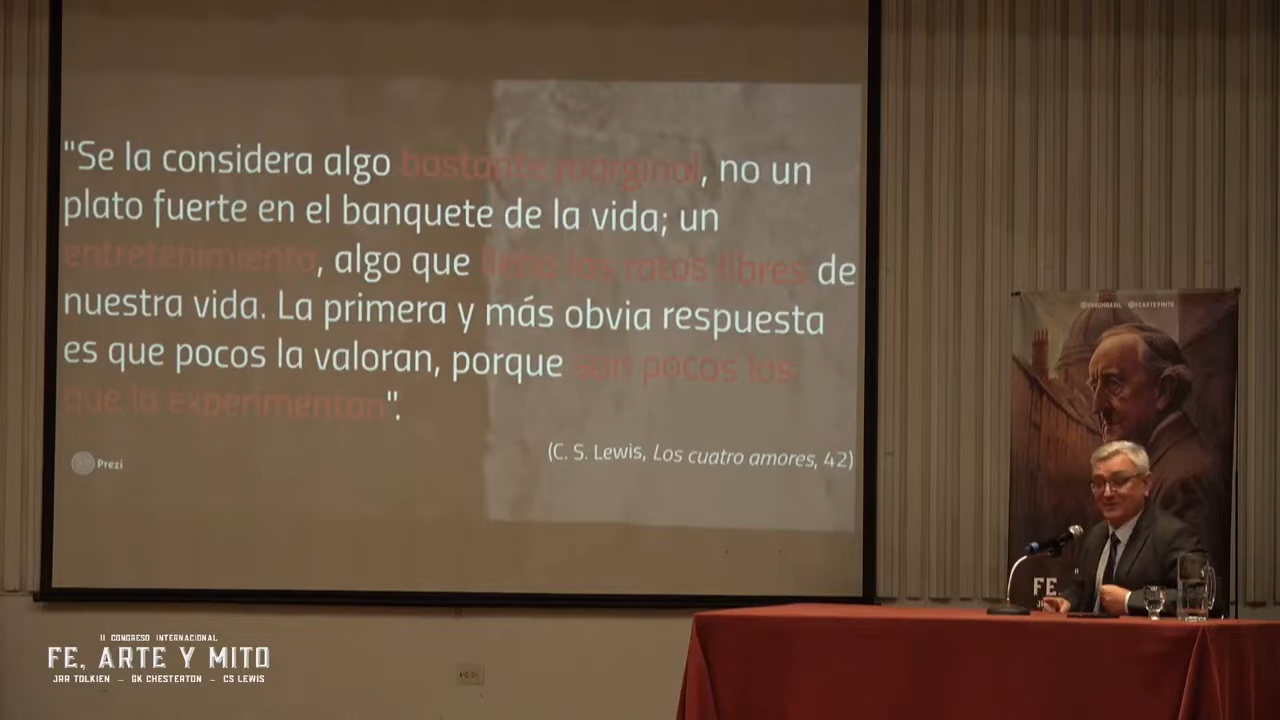 "Se la considera algo bastante marginal, no un
plato fuerte en el banquete de la vida; un
entretenimiento, algo que llena los ratos libres de
nuestra vida. La primera y más obvia respuesta
es que pocos la valoran, porque son pocos los
que la experimentan".
(C. S. Lewis, Los cuatro amores, 42)
Prezi
@FEARTEYMITO
FE,
II CONGRESO INTERNACIONAL
FE, ARTE Y MITO
JRR TOLKIEN – GK CHESTERTON – CS LEWIS